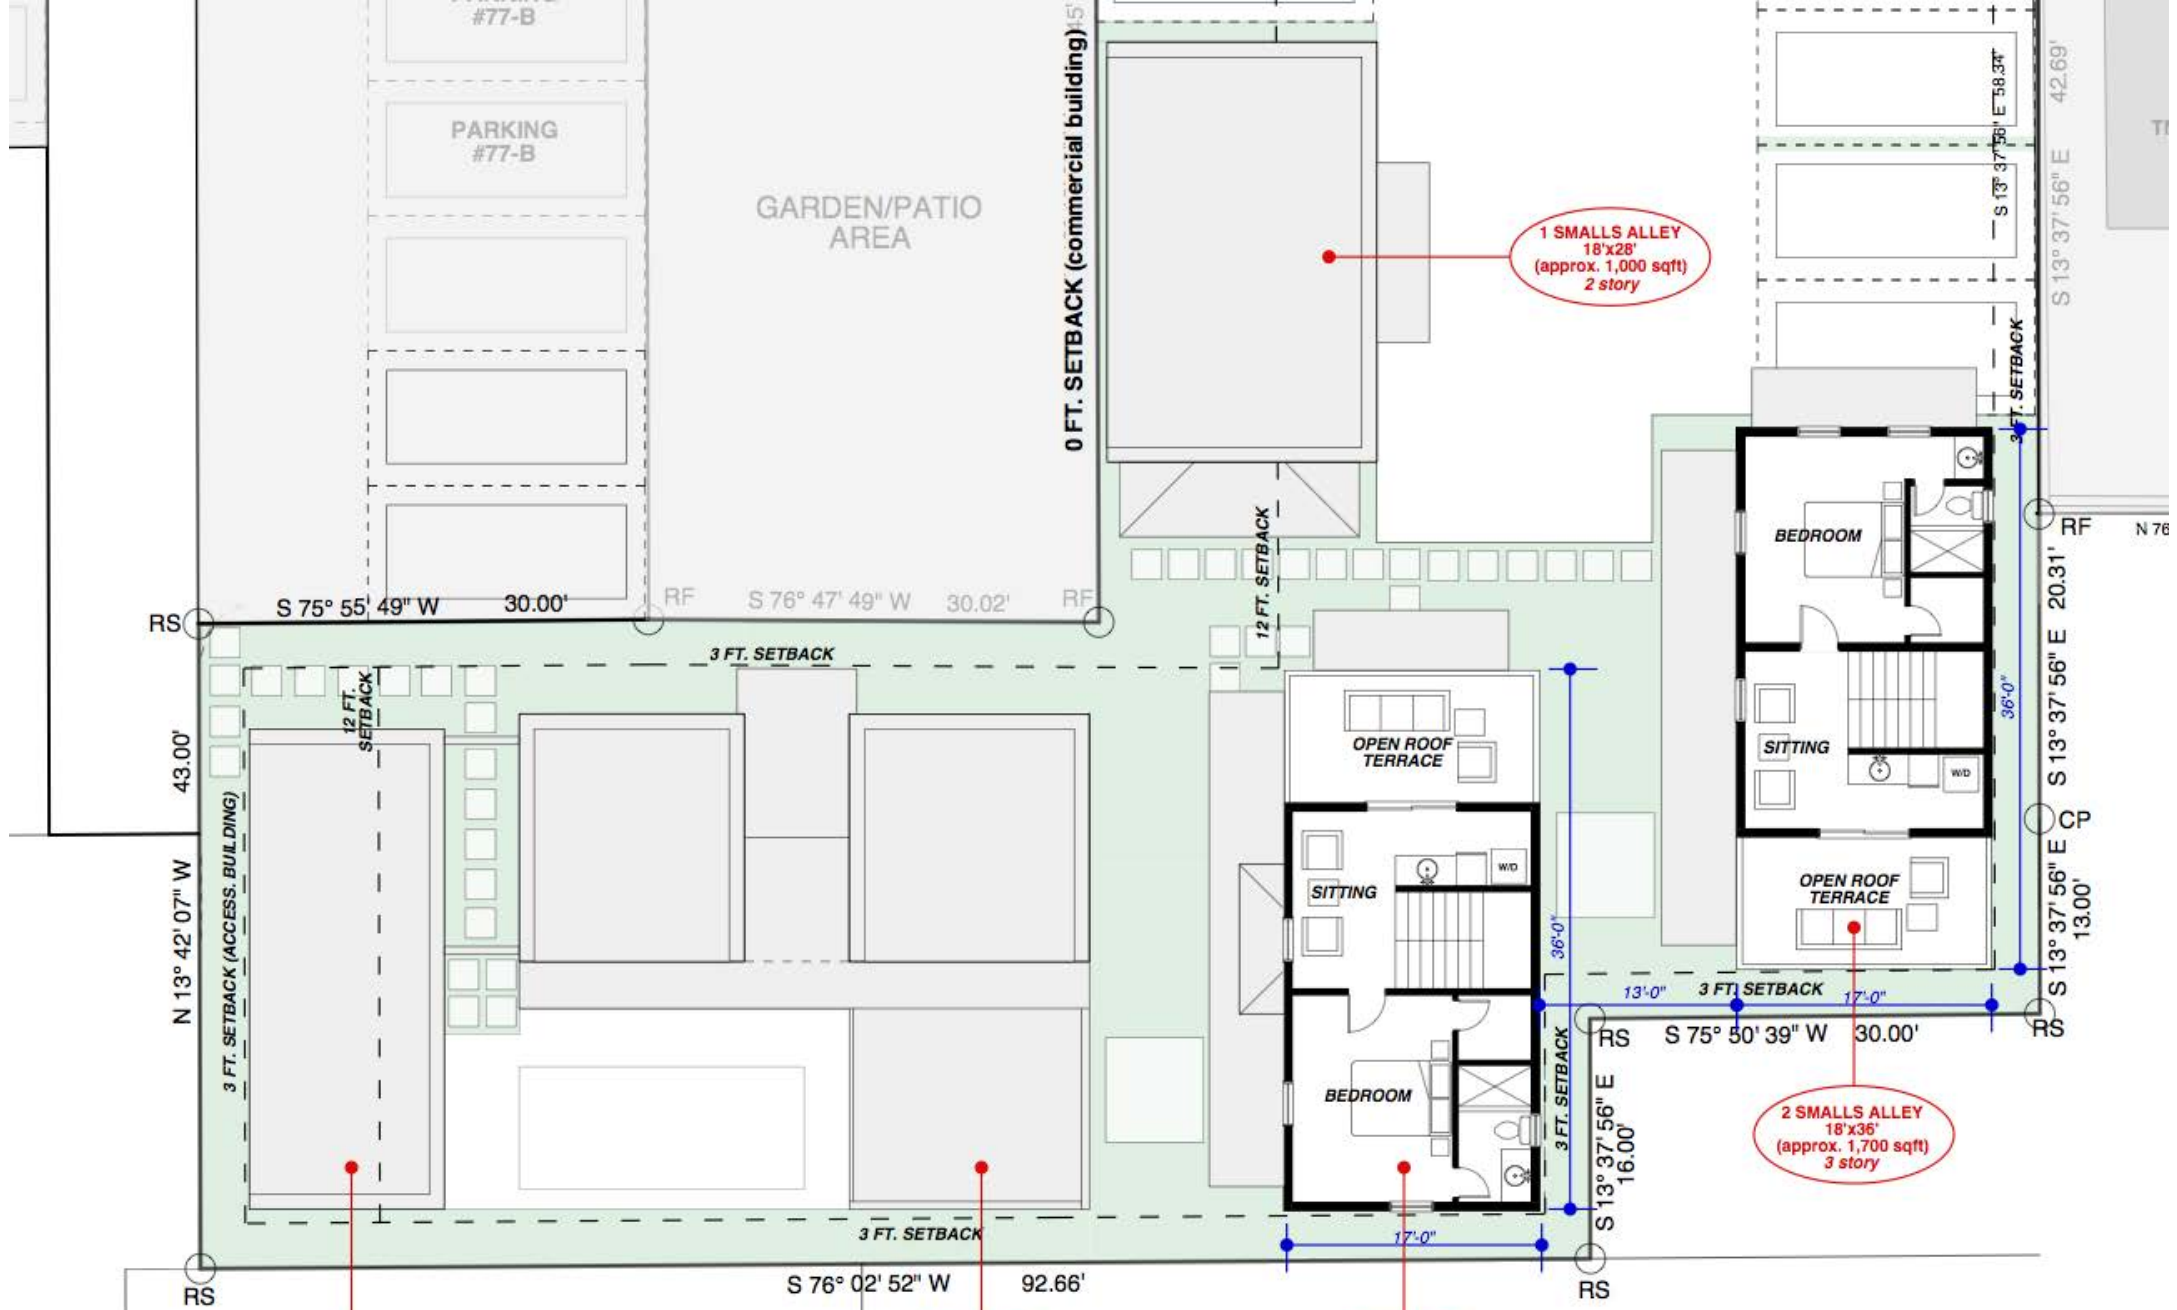 #77-B
PARKING
#77-B
GARDEN/PATIO
AREA
0 FT. SETBACK (commercial building)
45'
1 SMALLS ALLEY
18'x28'
(approx. 1,000 sqft)
2 story
S 13° 37' 56" E 58.34'
S 13° 37' 56" E 42.69'
3 FT. SETBACK
RF
N 76
BEDROOM
SITTING
W/D
36'-0"
S 13° 37' 56" E 20.31'
CP
OPEN ROOF
TERRACE
S 13° 37' 56" E
13.00'
RS
S 75° 55' 49" W 30.00'
RF
S 76° 47' 49" W 30.02'
RF
3 FT. SETBACK
12 FT. SETBACK
12 FT.
SETBACK
43.00'
N 13° 42' 07" W
3 FT. SETBACK (ACCESS. BUILDING)
OPEN ROOF
TERRACE
SITTING
W/D
36'-0"
BEDROOM
3 FT. SETBACK
13'-0"
3 FT. SETBACK
17'-0"
RS
S 75° 50' 39" W 30.00'
RS
S 13° 37' 56" E
16.00'
2 SMALLS ALLEY
18'x36'
(approx. 1,700 sqft)
3 story
3 FT. SETBACK
17'-0"
RS
S 76° 02' 52" W 92.66'
RS